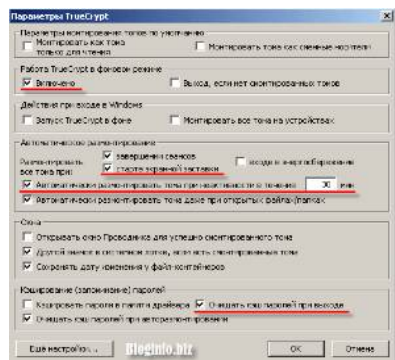 Параметры TrueCrypt
Параметры монтирования томов по умолчанию
Монтировать как тома только для чтения
Монтировать тома как сменные носители
Работа TrueCrypt в фоновом режиме
Включено
Выход, если нет смонтированных томов
Действия при входе в Windows
Запуск TrueCrypt в фоне
Монтировать все тома на устройствах
Автоматическое размонтирование
Размонтировать все тома при:
завершении сеансов
входе в энергосбережение
старте экранной заставки
Автоматически размонтировать тома при неактивности в течение 30 мин
Автоматически размонтировать тома даже при открытых файлах/папках
Окна
Открывать окно Проводника для успешно смонтированного тома
Другой значок в системном лотке, если есть смонтированные тома
Сохранять дату изменения у файл-контейнеров
Кэширование (запоминание) паролей
Кэшировать пароли в памяти драйвера
Очищать кэш паролей при выходе
Очищать кэш паролей при авторазмонтировании
Ещё настройки...
Bloginfo.biz
OK
Отмена